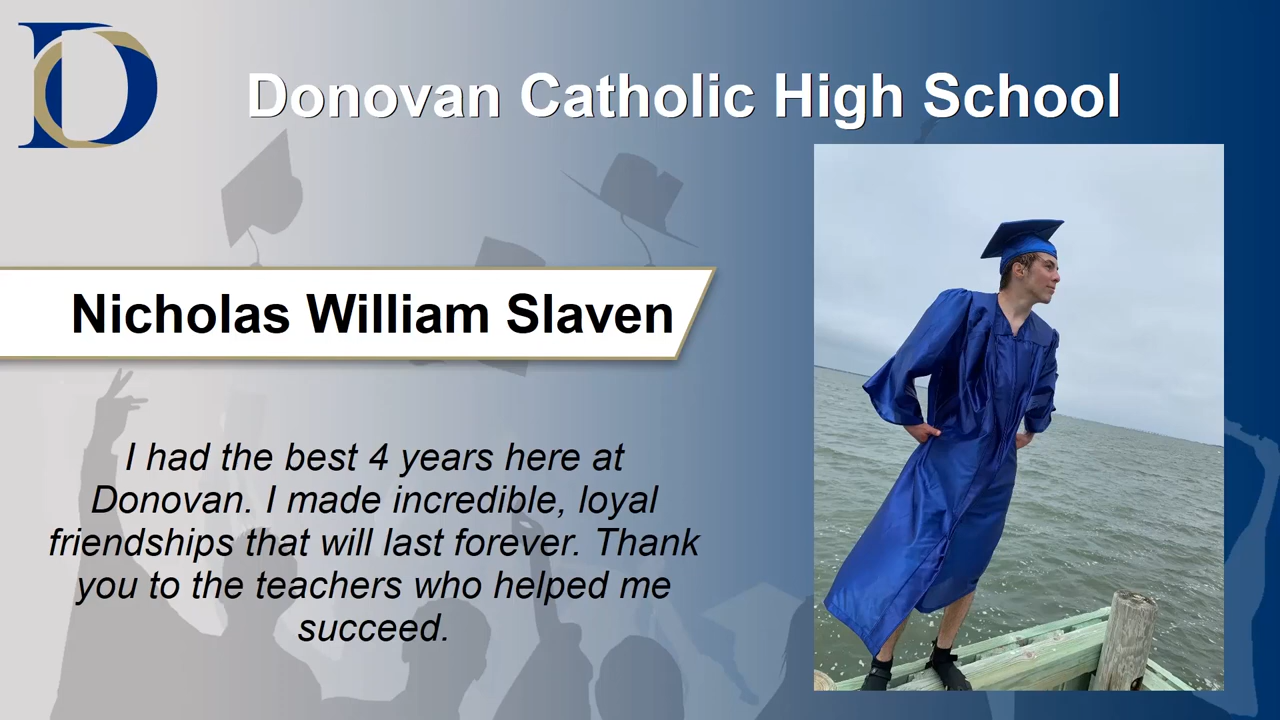 Donovan Catholic High School
Nicholas William Slaven
I had the best 4 years here at
Donovan. I made incredible, loyal
friendships that will last forever. Thank
you to the teachers who helped me
succeed.